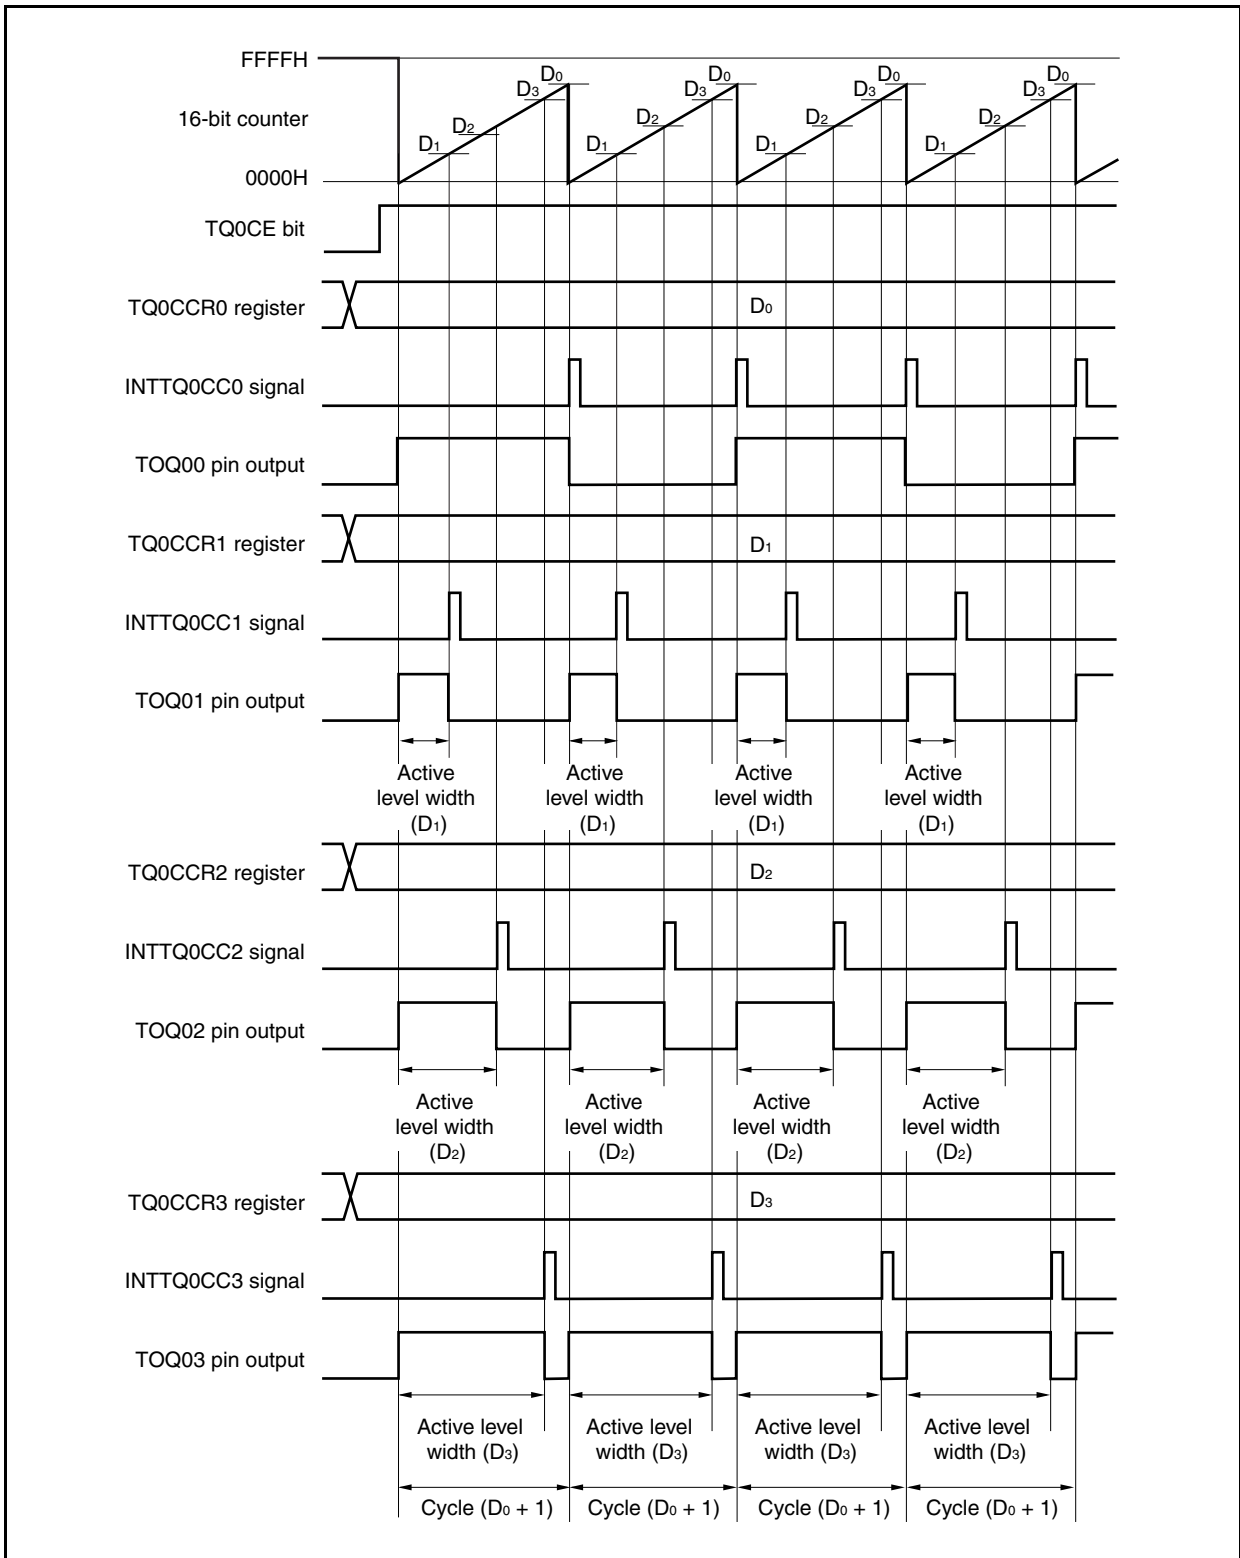 FFFFH
D0 D0 D0 D0
D3 D3 D3 D3
16-bit counter
D2 D2 D2 D2
D1 D1 D1 D1
0000H
TQ0CE bit
TQ0CCR0 register D0
INTTQ0CC0 signal
TOQ00 pin output
TQ0CCR1 register D1
INTTQ0CC1 signal
TOQ01 pin output
Active Active Active Active
level width level width level width level width
(D1) (D1) (D1) (D1)
TQ0CCR2 register D2
INTTQ0CC2 signal
TOQ02 pin output
Active Active Active Active
level width level width level width level width
(D2) (D2) (D2) (D2)
TQ0CCR3 register D3
INTTQ0CC3 signal
TOQ03 pin output
Active level Active level Active level Active level
width (D3) width (D3) width (D3) width (D3)
Cycle (D0 + 1) Cycle (D0 + 1) Cycle (D0 + 1) Cycle (D0 + 1)